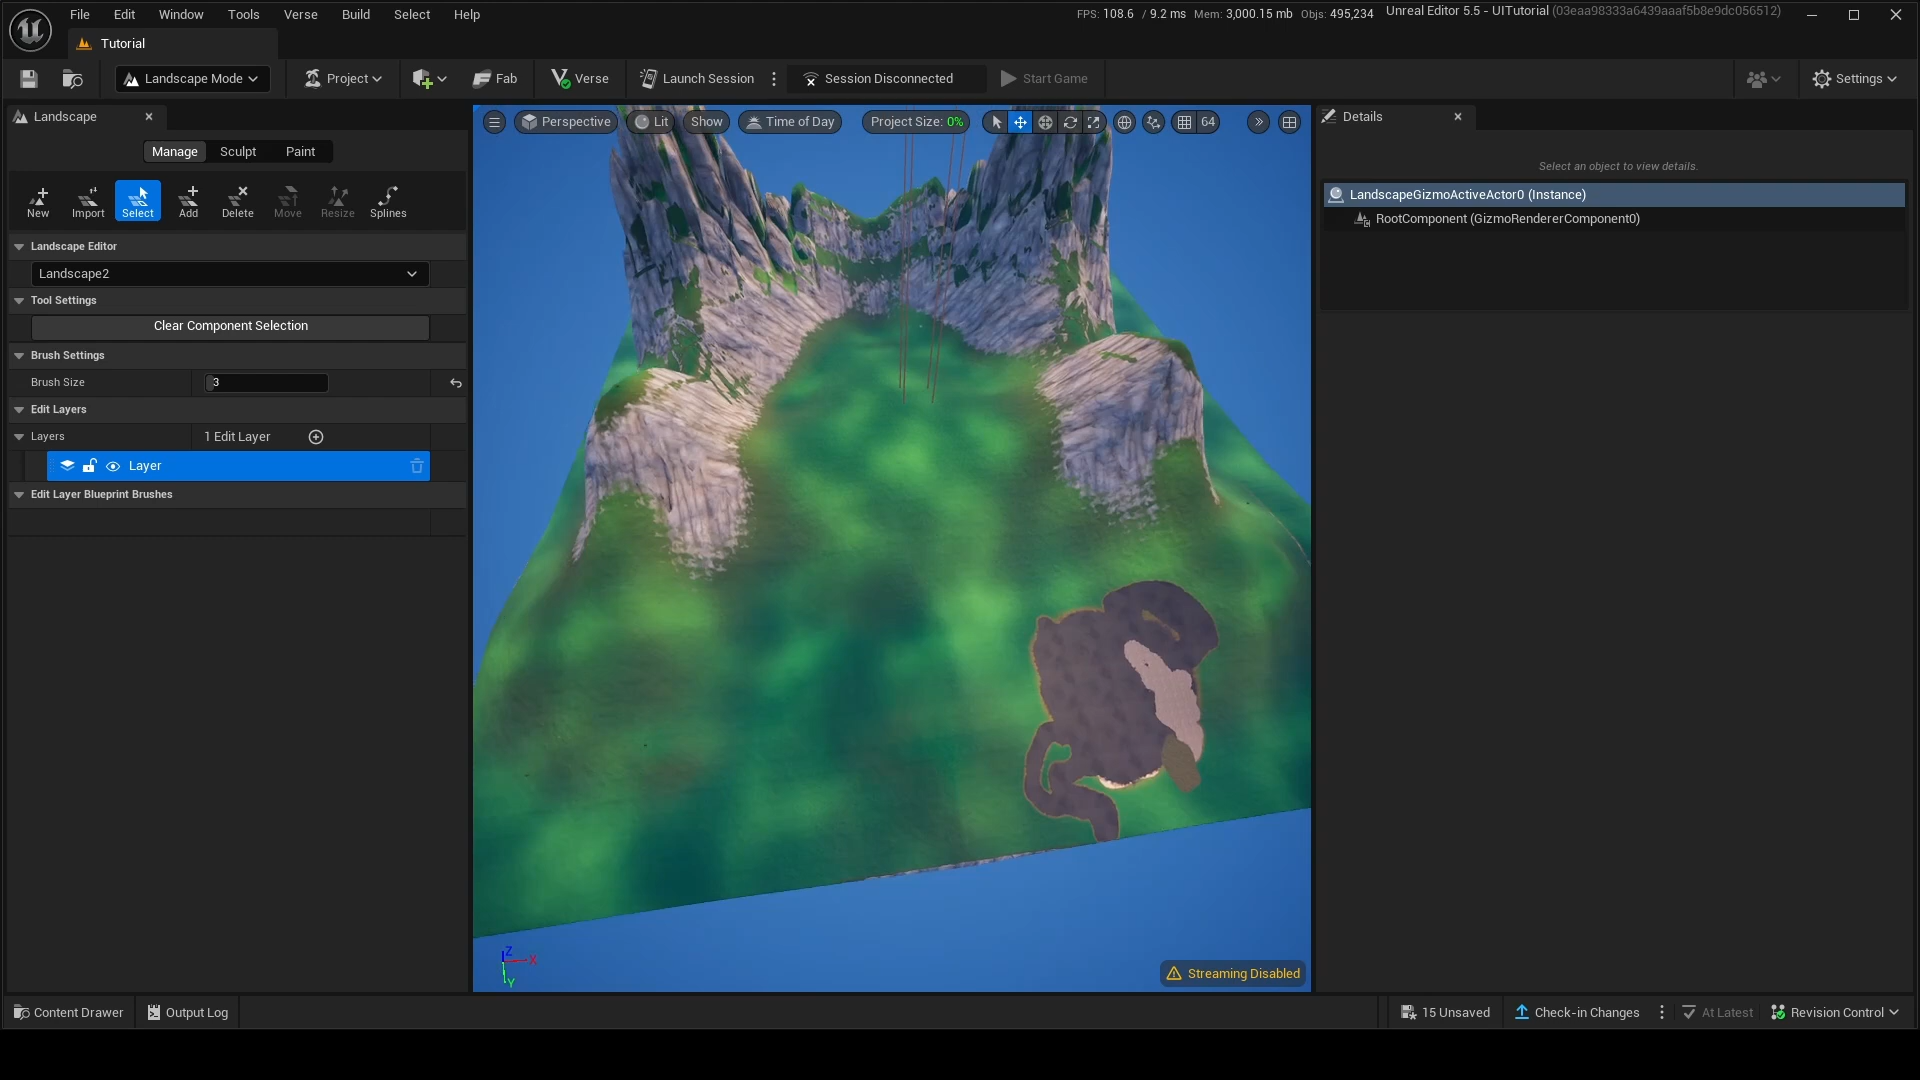 File Edit Window Tools Verse Build Select Help
FPS: 108.6 / 9.2 ms Mem: 3,000.15 mb Objs: 495,234 Unreal Editor 5.5 - UITutorial (03eaa98333a6439aaaf5b8e9dc056512)
Tutorial
Landscape Mode Project Fab Verse Launch Session Session Disconnected Start Game Settings
Landscape
Manage Sculpt Paint
New Import Select Add Delete Move Resize Splines
Landscape Editor
Landscape2
Tool Settings
Clear Component Selection
Brush Settings
Brush Size 3
Edit Layers
Layers 1 Edit Layer
Layer
Edit Layer Blueprint Brushes
Perspective Lit Show Time of Day Project Size: 0% 64
Z
X
Y
Streaming Disabled
Details
Select an object to view details.
LandscapeGizmoActiveActor0 (Instance)
RootComponent (GizmoRendererComponent0)
Content Drawer Output Log 15 Unsaved Check-in Changes At Latest Revision Control